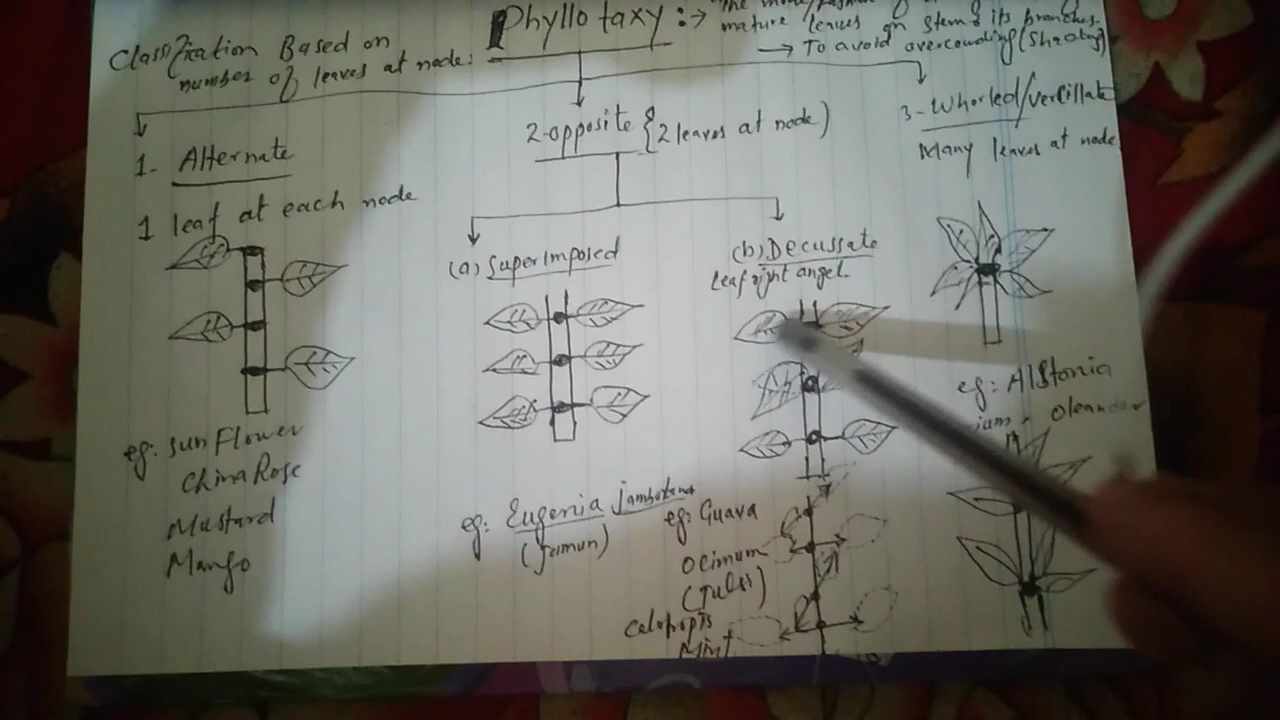 Phyllotaxy :→
mature leaves on stem & its branches.
→ To avoid overcowding (Shading)
Classification Based on
number of leaves at node:
1- Alternate
1 leaf at each node
eg: sun Flower
China Rose
Mustard
Mango
2-opposite {2 leaves at node)
(a) Superimposed
eg: Eugenia jambolana
(Jamun)
(b) Decussate
Leaf right angel.
eg: Guava
Ocimum
(Tulsi)
Calotropis
Mint
3-Whorled/verticillate
Many leaves at node
eg: Alstonia